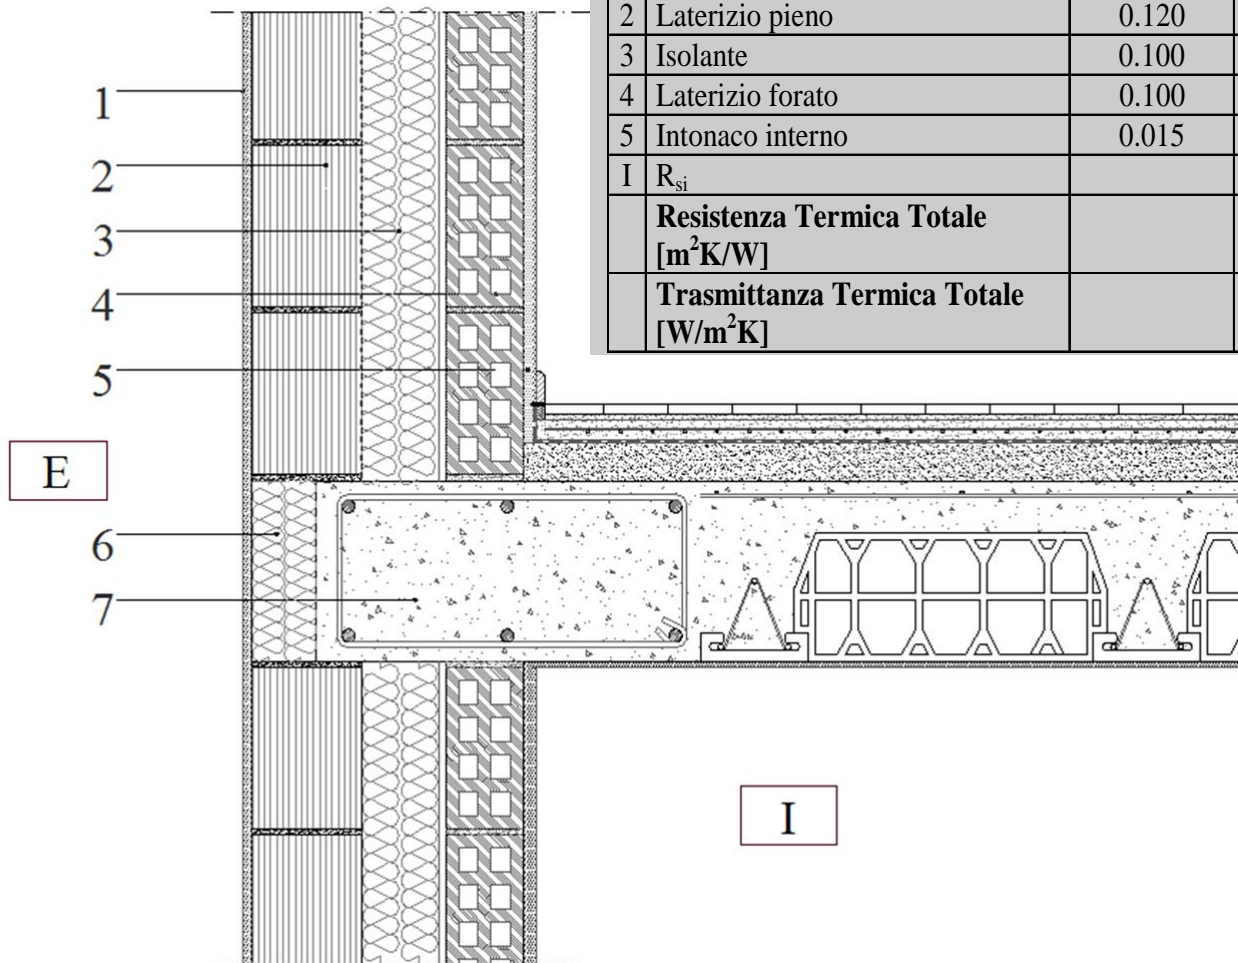 2 Laterizio pieno 0.120
3 Isolante 0.100
4 Laterizio forato 0.100
5 Intonaco interno 0.015
I Rsi
Resistenza Termica Totale
[m²K/W]
Trasmittanza Termica Totale
[W/m²K]
1
2
3
4
5
E
6
7
I